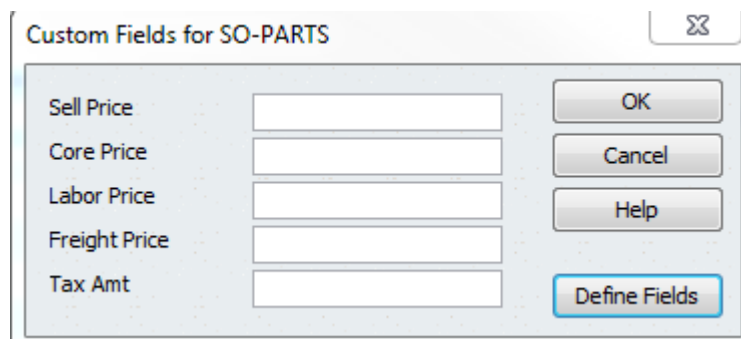 Custom Fields for SO-PARTS
Sell Price
OK
Core Price
Cancel
Labor Price
Help
Freight Price
Tax Amt
Define Fields